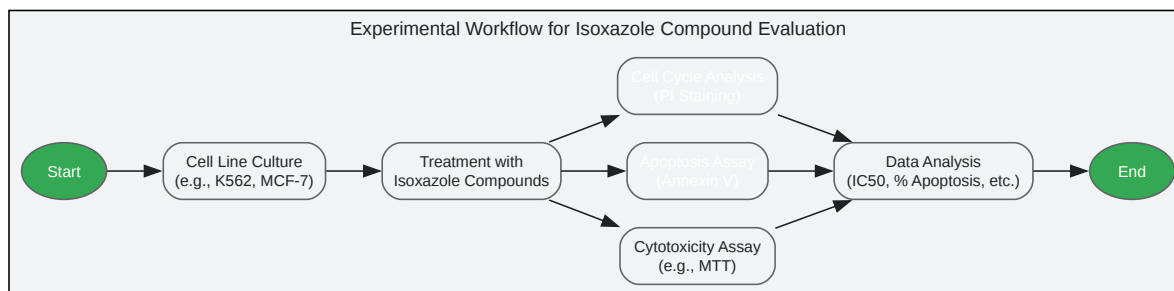 Experimental Workflow for Isoxazole Compound Evaluation
Start
Cell Line Culture
(e.g., K562, MCF-7)
Treatment with
Isoxazole Compounds
Cell Cycle Analysis
(PI Staining)
Apoptosis Assay
(Annexin V)
Cytotoxicity Assay
(e.g., MTT)
Data Analysis
(IC50, % Apoptosis, etc.)
End